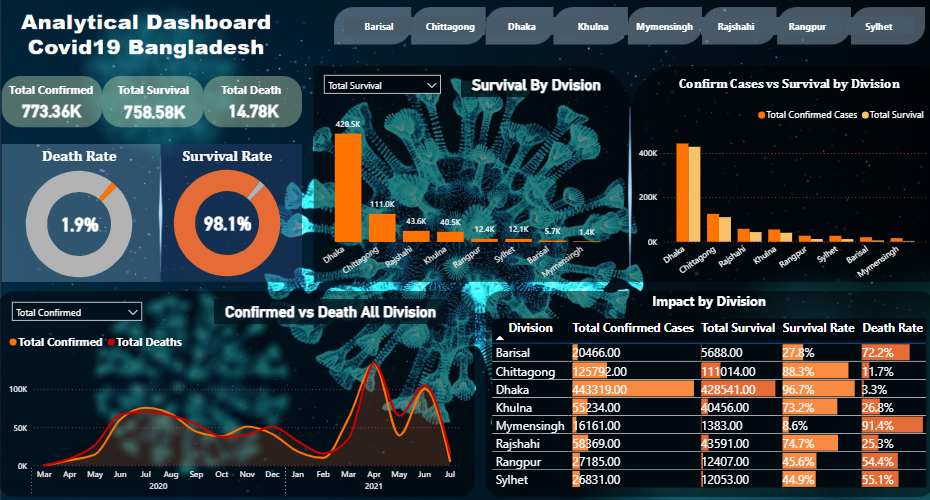 Analytical Dashboard
Covid19 Bangladesh
Barisal Chittagong Dhaka Khulna Mymensingh Rajshahi Rangpur Sylhet
Total Confirmed
773.36K
Total Survival
758.58K
Total Death
14.78K
Death Rate
1.9%
Survival Rate
98.1%
Total Survival
Survival By Dvision
428.5K
111.0K
43.6K
40.5K
12.4K
12.1K
5.7K
1.4K
Dhaka Chittagong Rajshahi Khulna Rangpur Sylhet Barisal Mymensingh
Confirm Cases vs Survival by Division
Total Confirmed Cases Total Survival
400K
200K
0K
Dhaka Chittagong Rajshahi Khulna Rangpur Sylhet Barisal Mymensingh
Total Confirmed
Confirmed vs Death All Division
Total Confirmed Total Deaths
100K
50K
0K
Mar Apr May Jun Jul Aug Sep Oct Nov Dec Jan Feb Mar Apr May Jun Jul
2020 2021
Impact by Division
Division Total Confirmed Cases Total Survival Survival Rate Death Rate
Barisal 20466.00 5688.00 27.8% 72.2%
Chittagong 125792.00 111014.00 88.3% 11.7%
Dhaka 443319.00 428541.00 96.7% 3.3%
Khulna 55234.00 40456.00 73.2% 26.8%
Mymensingh 16161.00 1383.00 8.6% 91.4%
Rajshahi 58369.00 43591.00 74.7% 25.3%
Rangpur 27185.00 12407.00 45.6% 54.4%
Sylhet 26831.00 12053.00 44.9% 55.1%